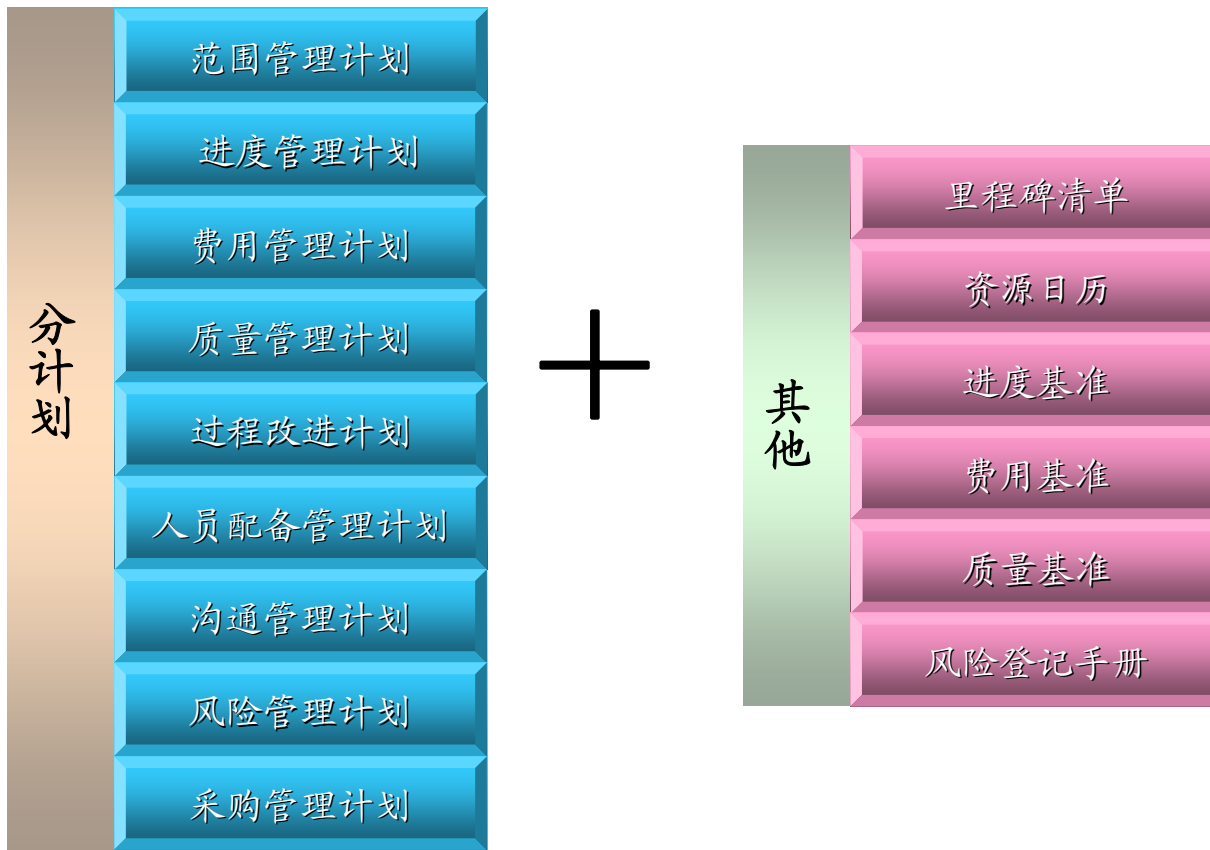 分计划
范围管理计划
进度管理计划
费用管理计划
质量管理计划
过程改进计划
人员配备管理计划
沟通管理计划
风险管理计划
采购管理计划
+
其他
里程碑清单
资源日历
进度基准
费用基准
质量基准
风险登记手册